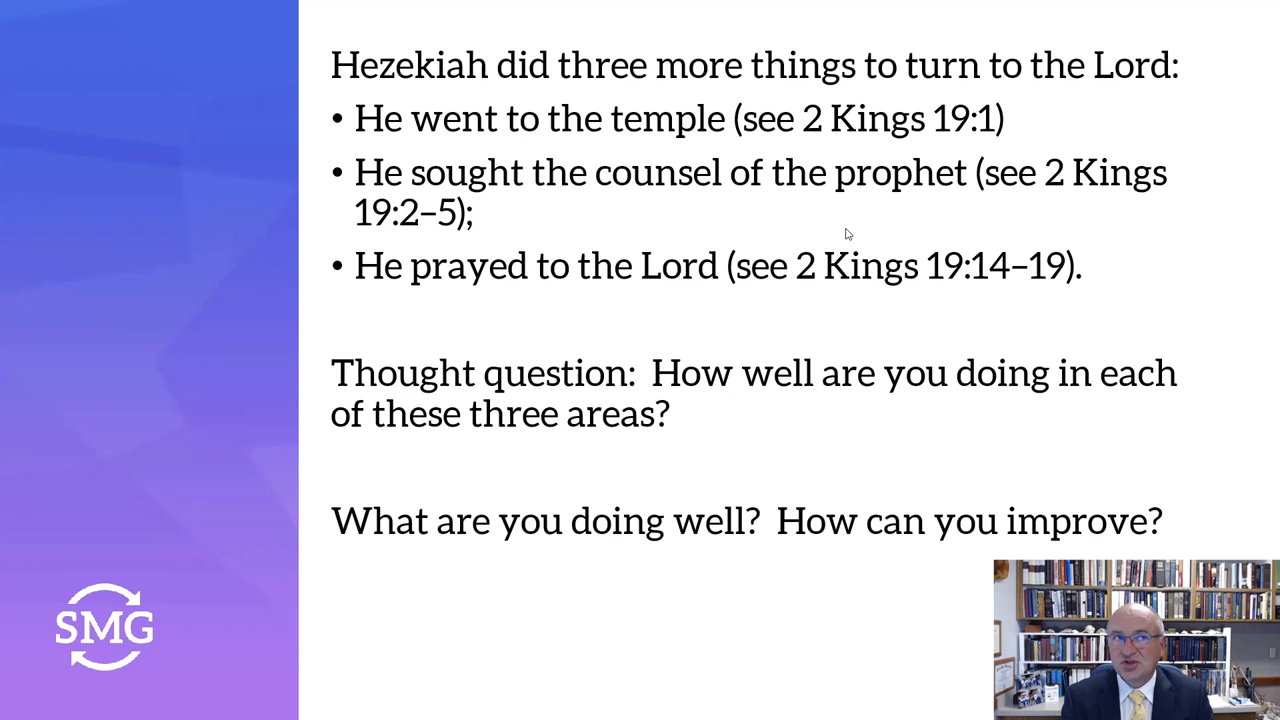 Hezekiah did three more things to turn to the Lord:
• He went to the temple (see 2 Kings 19:1)
• He sought the counsel of the prophet (see 2 Kings
19:2–5);
• He prayed to the Lord (see 2 Kings 19:14–19).
Thought question:  How well are you doing in each
of these three areas?
What are you doing well?  How can you improve?
SMG